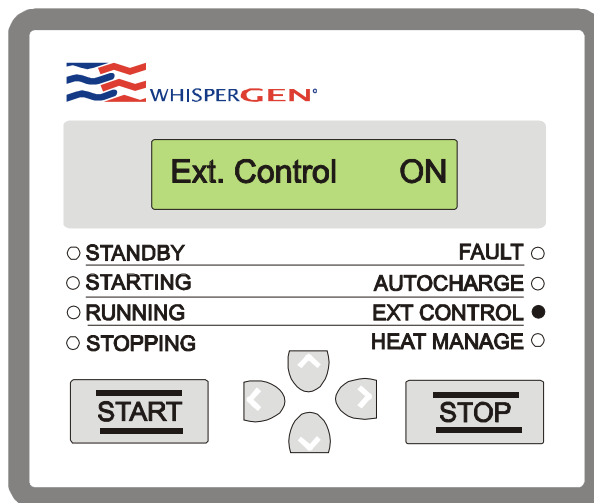 WHISPERGEN®
Ext. Control ON
STANDBY
STARTING
RUNNING
STOPPING
FAULT
AUTOCHARGE
EXT CONTROL
HEAT MANAGE
START
STOP